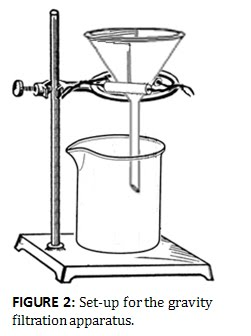 FIGURE 2: Set-up for the gravity
filtration apparatus.